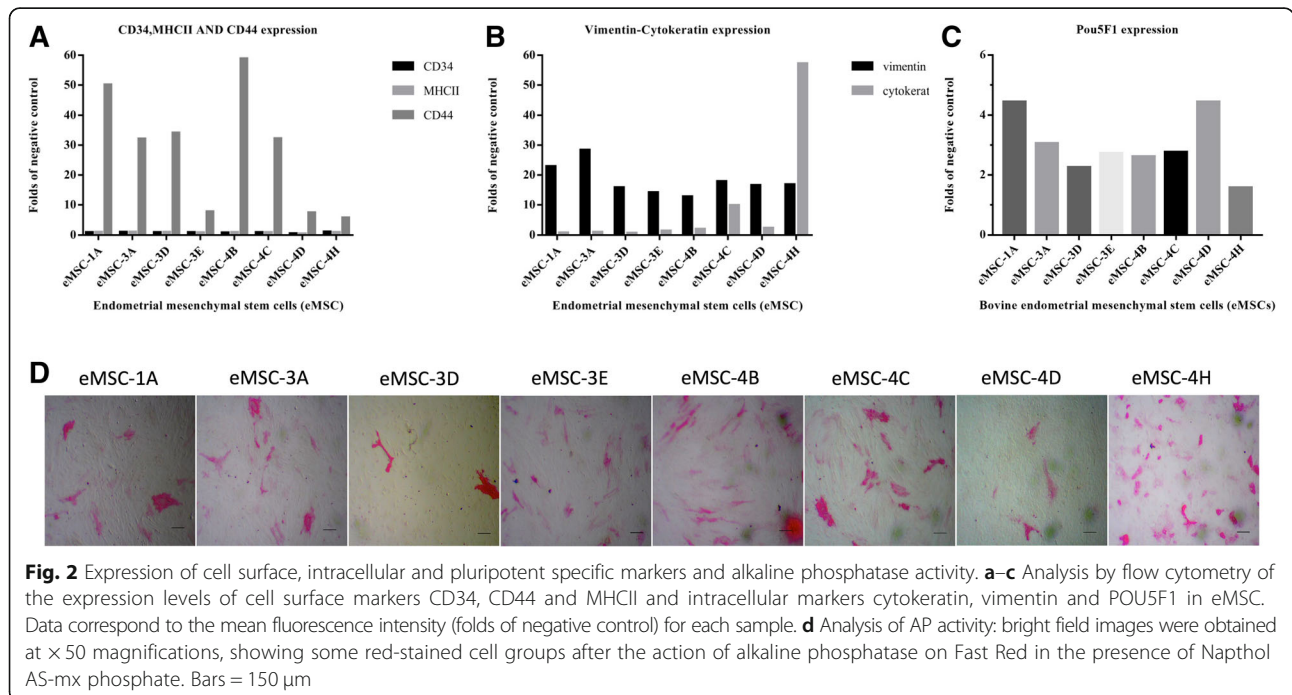 A
CD34,MHCII AND CD44 expression
Folds of negative control
60
50
40
30
20
10
0
CD34
MHCII
CD44
eMSC-1A
eMSC-3A
eMSC-3D
eMSC-3E
eMSC-4B
eMSC-4C
eMSC-4D
eMSC-4H
Endometrial mesenchymal stem cells (eMSC)
B
Vimentin-Cytokeratin expression
Folds of negative control
60
50
40
30
20
10
0
vimentin
cytokerat
eMSC-1A
eMSC-3A
eMSC-3D
eMSC-3E
eMSC-4B
eMSC-4C
eMSC-4D
eMSC-4H
Endometrial mesenchymal stem cells (eMSC)
C
Pou5F1 expression
Folds of negative control
6
4
2
0
eMSC-1A
eMSC-3A
eMSC-3D
eMSC-3E
eMSC-4B
eMSC-4C
eMSC-4D
eMSC-4H
Bovine endometrial mesenchymal stem cells (eMSCs)
D
eMSC-1A
eMSC-3A
eMSC-3D
eMSC-3E
eMSC-4B
eMSC-4C
eMSC-4D
eMSC-4H
Fig. 2 Expression of cell surface, intracellular and pluripotent specific markers and alkaline phosphatase activity. a–c Analysis by flow cytometry of
the expression levels of cell surface markers CD34, CD44 and MHCII and intracellular markers cytokeratin, vimentin and POU5F1 in eMSC.
Data correspond to the mean fluorescence intensity (folds of negative control) for each sample. d Analysis of AP activity: bright field images were obtained
at × 50 magnifications, showing some red-stained cell groups after the action of alkaline phosphatase on Fast Red in the presence of Napthol
AS-mx phosphate. Bars = 150 μm